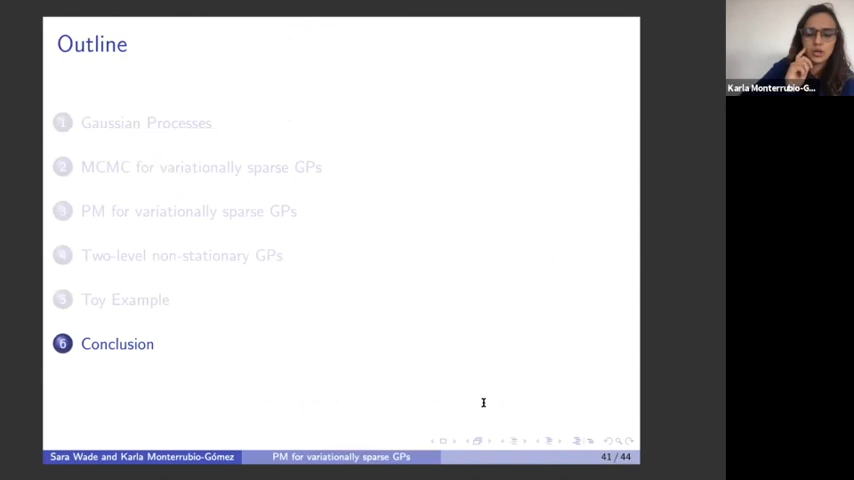 Outline
1 Gaussian Processes
2 MCMC for variationally sparse GPs
3 PM for variationally sparse GPs
4 Two-level non-stationary GPs
5 Toy Example
6 Conclusion
Sara Wade and Karla Monterrubio-Gómez PM for variationally sparse GPs 41 / 44
Karla Monterrubio-G...